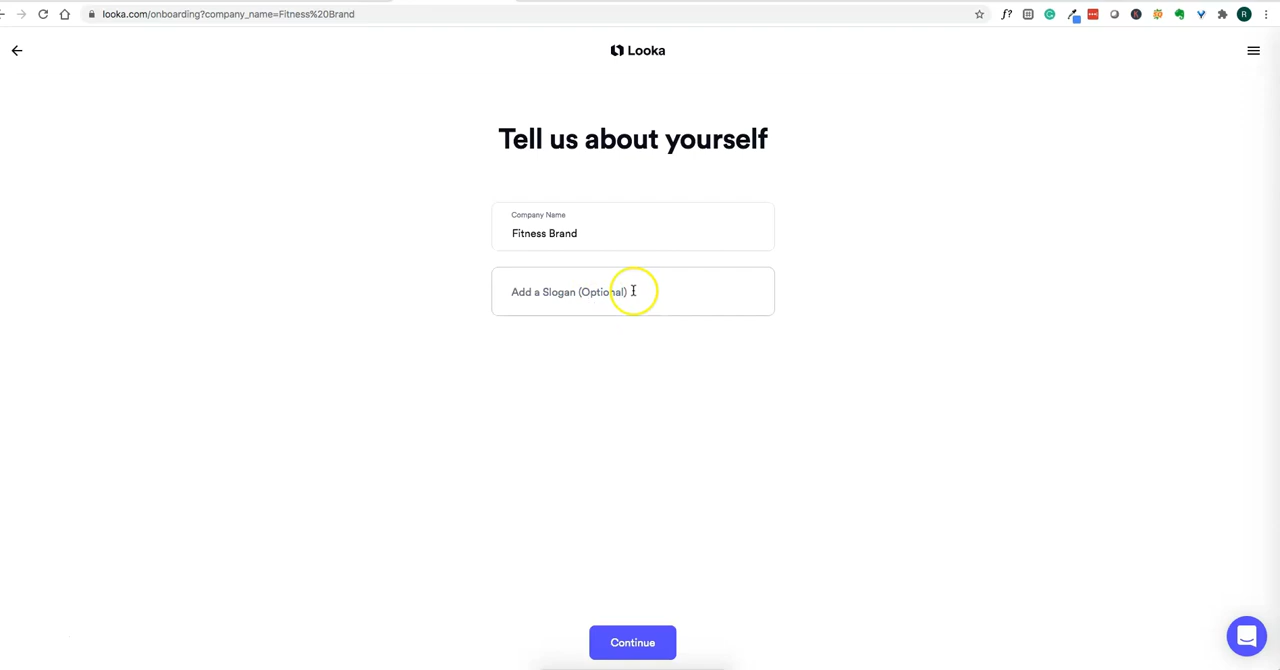 looka.com/onboarding?company_name=Fitness%20Brand
f?
R
Looka
Tell us about yourself
Company Name
Fitness Brand
Add a Slogan (Optional)
Continue